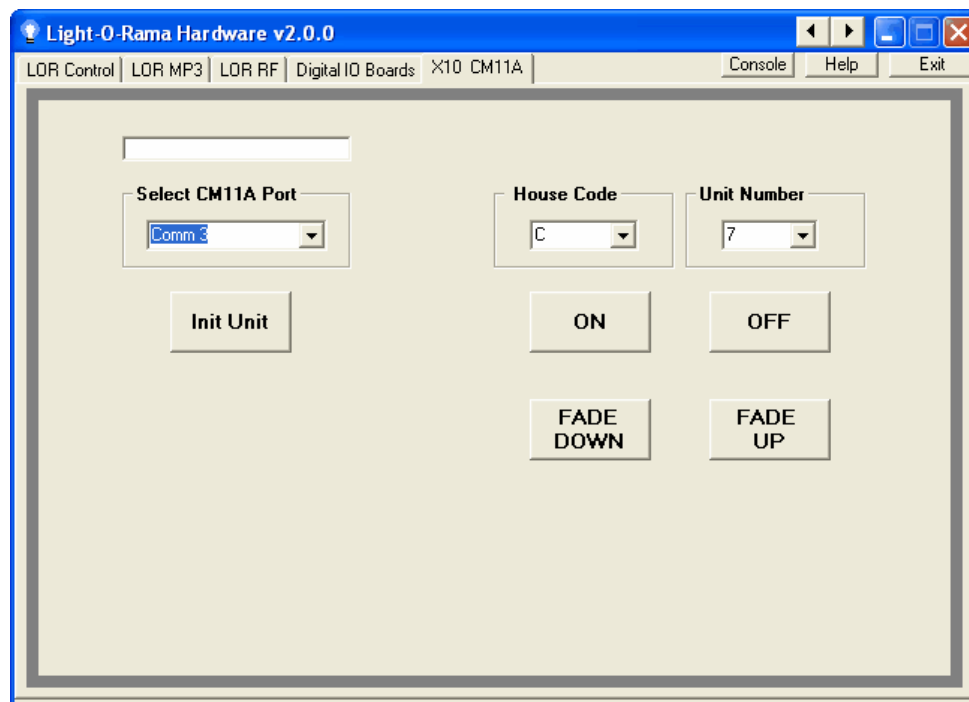 Light-O-Rama Hardware v2.0.0
LOR Control LOR MP3 LOR RF Digital IO Boards X10 CM11A Console Help Exit
Select CM11A Port House Code Unit Number
Comm 3 C 7
Init Unit ON OFF
FADE DOWN FADE UP